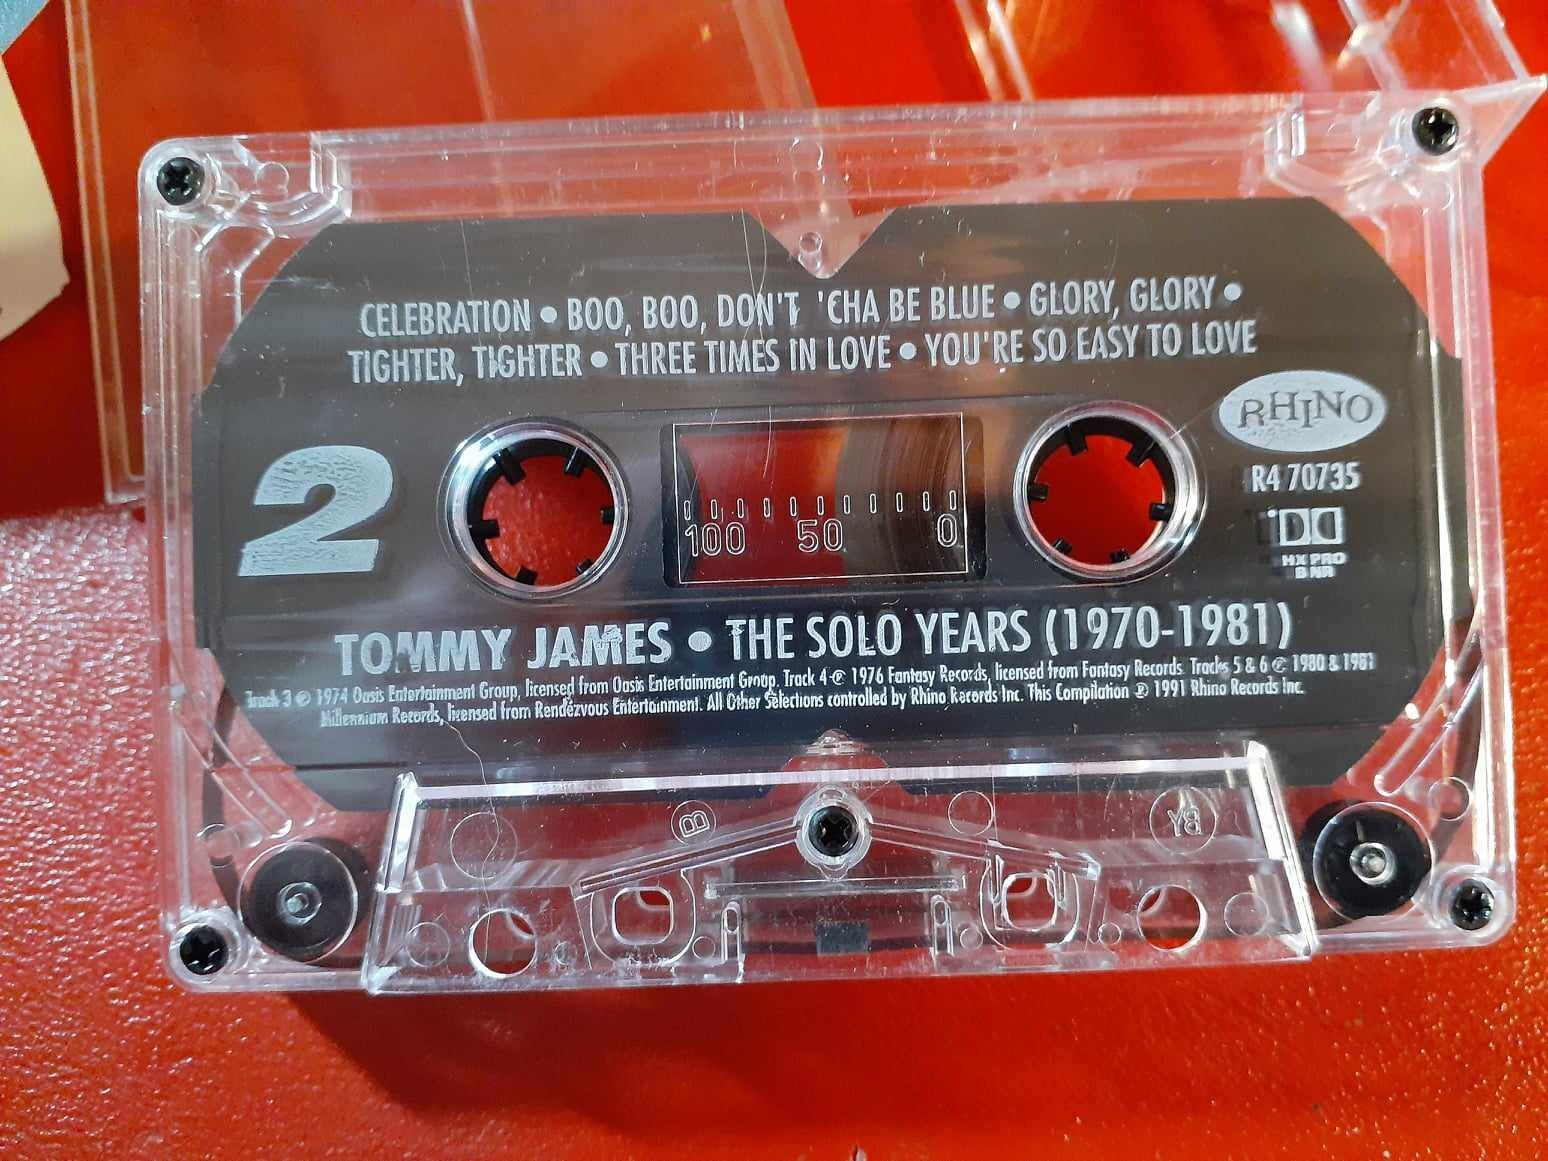 CELEBRATION • BOO, BOO, DON'T 'CHA BE BLUE • GLORY, GLORY •
TIGHTER, TIGHTER • THREE TIMES IN LOVE • YOU'RE SO EASY TO LOVE
RHINO
R4 70735
2
100 50 0
HX PRO
B NR
TOMMY JAMES • THE SOLO YEARS (1970-1981)
Track 3 ℗ 1974 Oasis Entertainment Group, licensed from Oasis Entertainment Group. Track 4 ℗ 1976 Fantasy Records, licensed from Fantasy Records. Tracks 5 & 6 ℗ 1980 & 1981
Millennium Records, licensed from Rendézvous Entertainment. All Other Selections controlled by Rhino Records Inc. This Compilation ℗ 1991 Rhino Records Inc.
B
BY